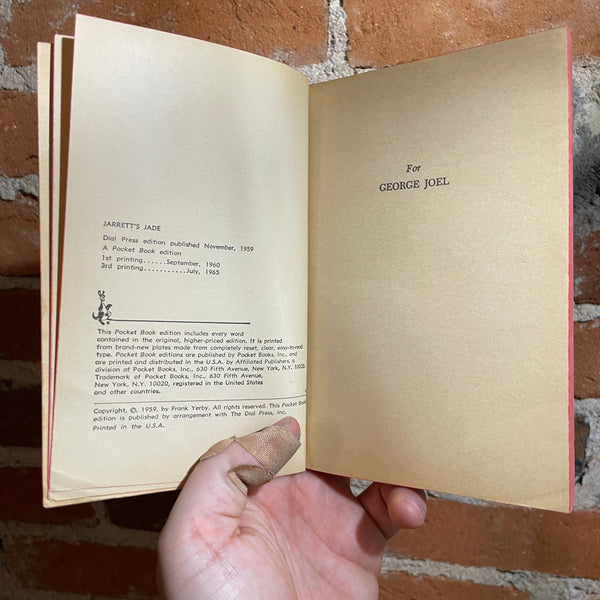 JARRETT'S JADE
Dial Press edition published November, 1959
A Pocket Book edition
1st printing......September, 1960
3rd printing...........July, 1965
This Pocket Book edition includes every word
contained in the original, higher-priced edition. It is printed
from brand-new plates made from completely reset, clear, easy-to-read
type. Pocket Book editions are published by Pocket Books, Inc., and
are printed and distributed in the U.S.A. by Affiliated Publishers, a
division of Pocket Books, Inc., 630 Fifth Avenue, New York, N.Y. 10020.
Trademark of Pocket Books, Inc., 630 Fifth Avenue,
New York, N.Y. 10020, registered in the United States
and other countries.
Copyright, ©, 1959, by Frank Yerby. All rights reserved. This Pocket Book
edition is published by arrangement with The Dial Press, Inc.
Printed in the U.S.A.
For
GEORGE JOEL